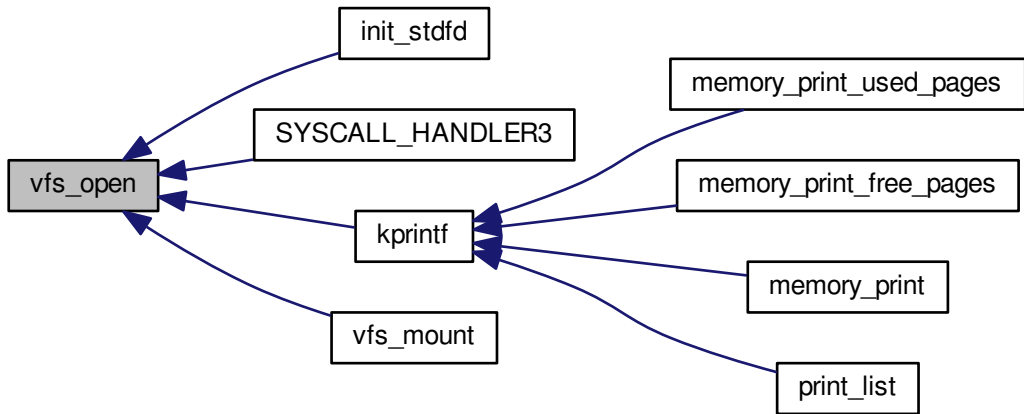 init_stdfd
memory_print_used_pages
SYSCALL_HANDLER3
vfs_open
memory_print_free_pages
kprintf
memory_print
vfs_mount
print_list